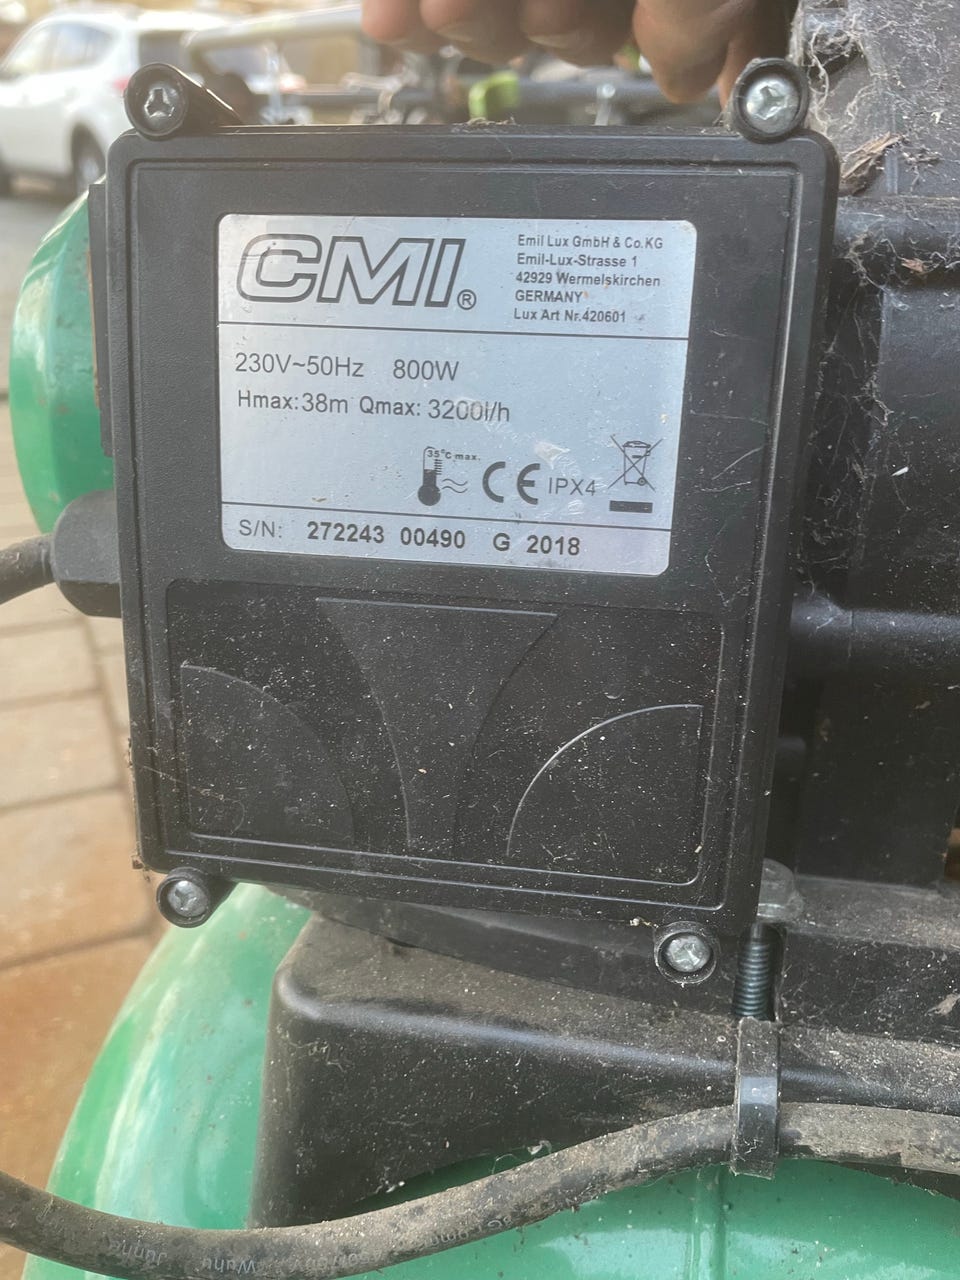 CMI®
Emil Lux GmbH & Co.KG
Emil-Lux-Strasse 1
42929 Wermelskirchen
GERMANY
Lux Art Nr.420601
230V~50Hz 800W
Hmax:38m Qmax: 3200l/h
35°c max.
CE IPX4
S/N: 272243 00490 G 2018
Wuhu